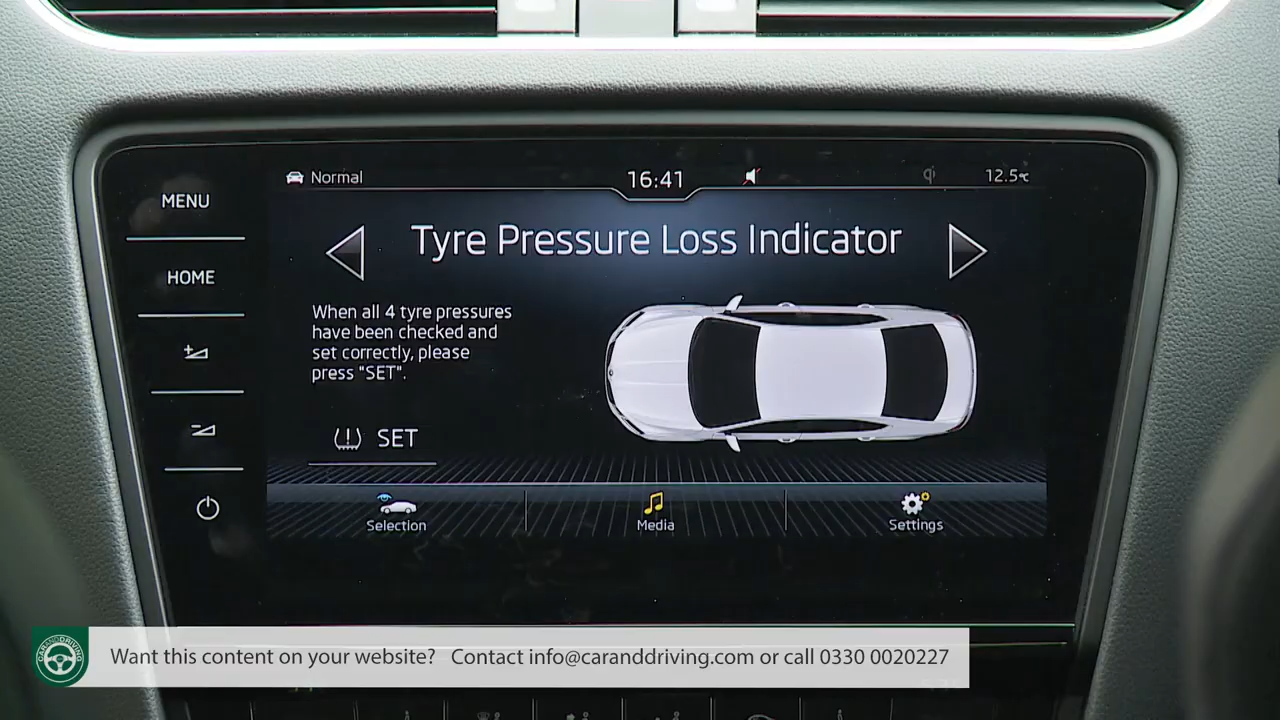 Normal
16:41
12.5°C
MENU
HOME
Tyre Pressure Loss Indicator
When all 4 tyre pressures
have been checked and
set correctly, please
press "SET".
SET
Selection
Media
Settings
CARANDDRIVING
Want this content on your website? Contact info@caranddriving.com or call 0330 0020227